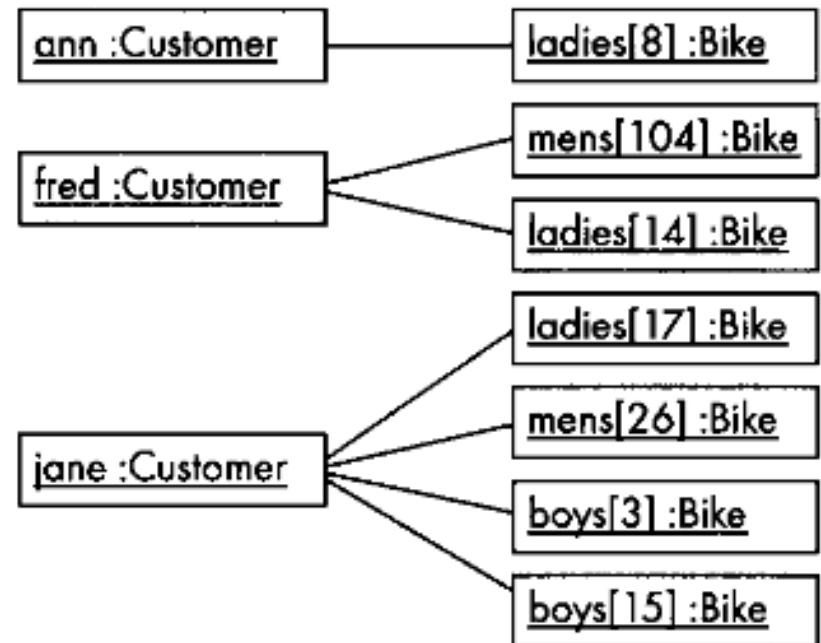 ann :Customer
ladies[8] :Bike
mens[104] :Bike
fred :Customer
ladies[14] :Bike
ladies[17] :Bike
mens[26] :Bike
jane :Customer
boys[3] :Bike
boys[15] :Bike